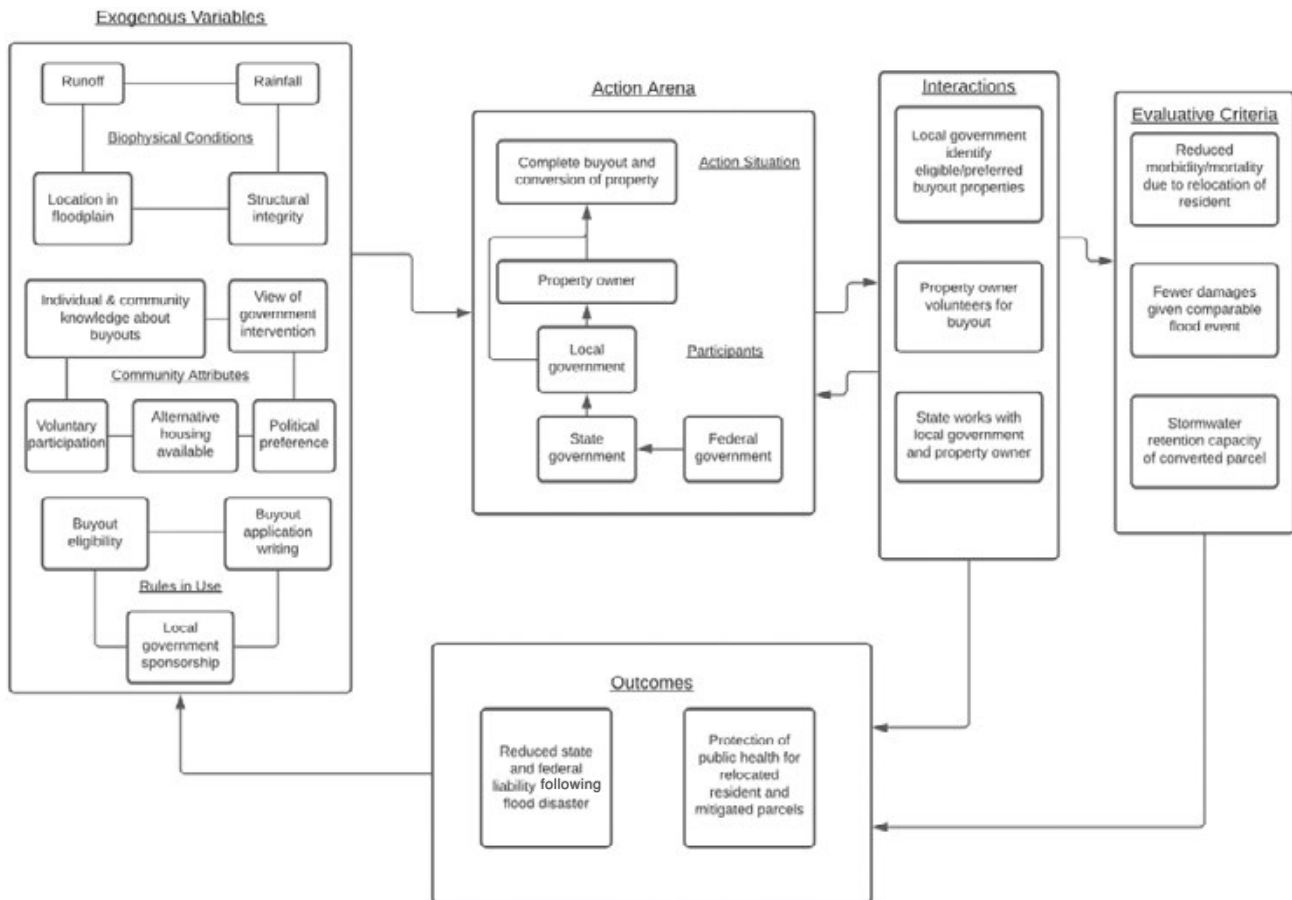 Exogenous Variables
Runoff
Rainfall
Biophysical Conditions
Location in
floodplain
Structural
integrity
Individual & community
knowledge about
buyouts
View of
government
intervention
Community Attributes
Voluntary
participation
Alternative
housing
available
Political
preference
Buyout
eligibility
Buyout
application
writing
Rules in Use
Local
government
sponsorship
Action Arena
Complete buyout and
conversion of property
Action Situation
Property owner
Local
government
Participants
State
government
Federal
government
Interactions
Local government
identify
eligible/preferred
buyout properties
Property owner
volunteers for
buyout
State works with
local government
and property owner
Evaluative Criteria
Reduced
morbidity/mortality
due to relocation of
resident
Fewer damages
given comparable
flood event
Stormwater
retention capacity
of converted parcel
Outcomes
Reduced state
and federal
liability following
flood disaster
Protection of
public health for
relocated
resident and
mitigated parcels